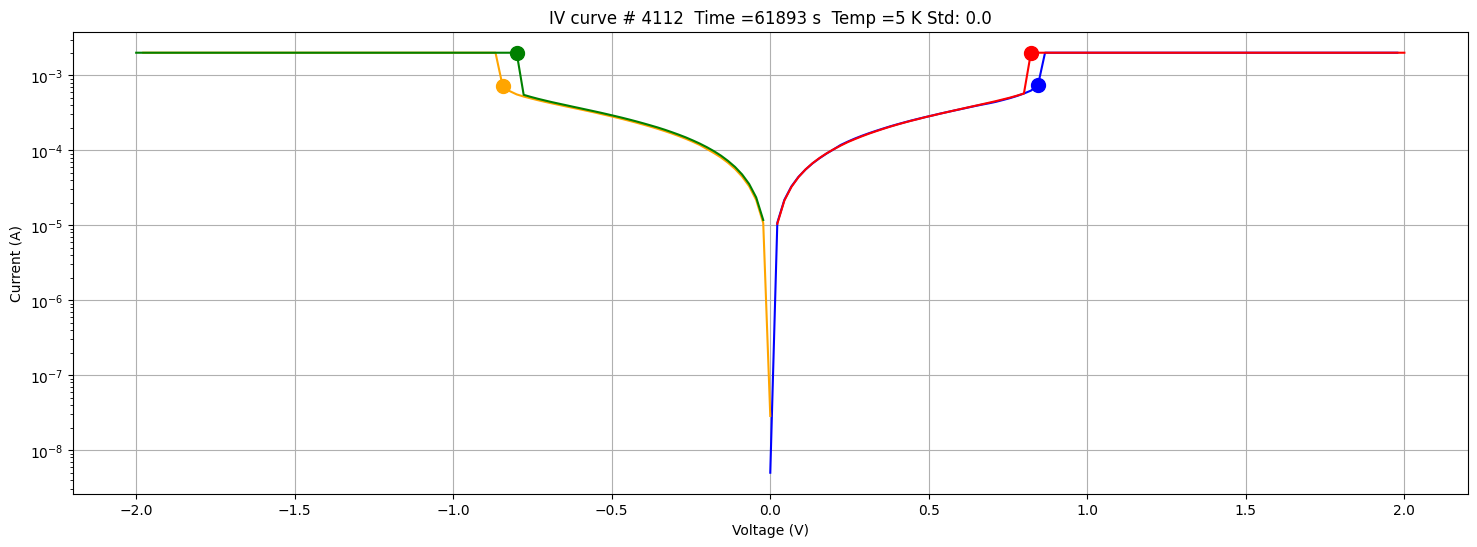 IV curve # 4112  Time =61893 s  Temp =5 K Std: 0.0
Current (A)
10⁻³
10⁻⁴
10⁻⁵
10⁻⁶
10⁻⁷
10⁻⁸
−2.0 −1.5 −1.0 −0.5 0.0 0.5 1.0 1.5 2.0
Voltage (V)